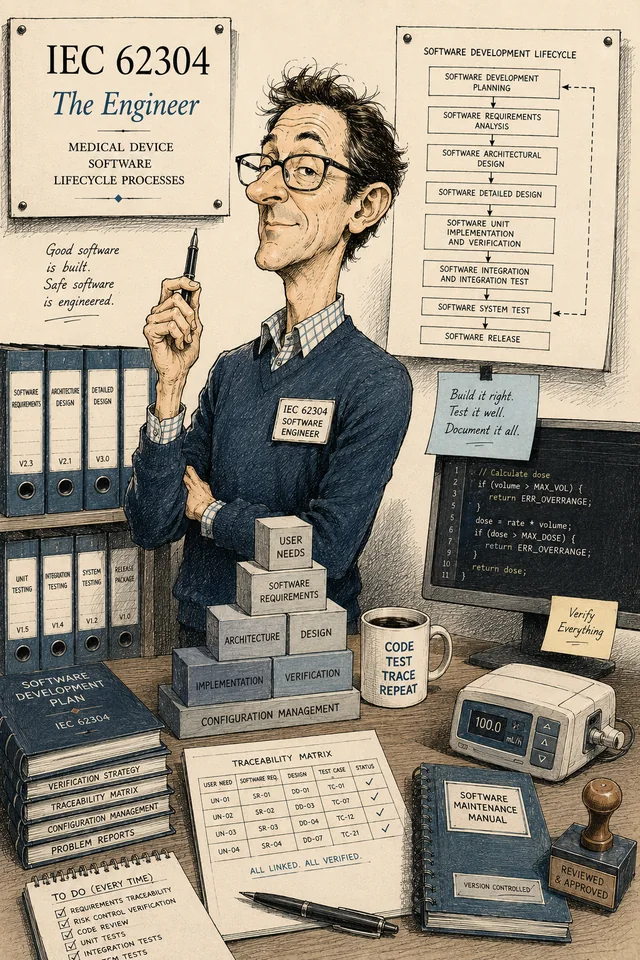 IEC 62304
The Engineer
MEDICAL DEVICE
SOFTWARE
LIFECYCLE PROCESSES
SOFTWARE DEVELOPMENT LIFECYCLE
SOFTWARE DEVELOPMENT
PLANNING
SOFTWARE REQUIREMENTS
ANALYSIS
SOFTWARE ARCHITECTURAL
DESIGN
SOFTWARE DETAILED DESIGN
SOFTWARE UNIT
IMPLEMENTATION
AND VERIFICATION
SOFTWARE INTEGRATION
AND INTEGRATION TEST
SOFTWARE SYSTEM TEST
SOFTWARE RELEASE
Good software
is built.
Safe software
is engineered.
SOFTWARE
REQUIREMENTS
V2.3
ARCHITECTURE
DESIGN
V2.1
DETAILED
DESIGN
V3.0
IEC 62304
SOFTWARE
ENGINEER
Build it right.
Test it well.
Document it all.
1 // Calculate dose
2 if (volume > MAX_VOL) {
3 return ERR_OVERRANGE;
4 }
5
6 dose = rate * volume;
7 if (dose > MAX_DOSE) {
8 return ERR_OVERRANGE;
9 }
10 return dose;
11 }
Verify
Everything
UNIT
TESTING
V1.5
INTEGRATION
TESTING
V1.4
SYSTEM
TESTING
V1.2
RELEASE
PACKAGE
V1.0
USER
NEEDS
SOFTWARE
REQUIREMENTS
ARCHITECTURE
DESIGN
IMPLEMENTATION
VERIFICATION
CONFIGURATION MANAGEMENT
CODE
TEST
TRACE
REPEAT
100.0
mL/h
SOFTWARE
DEVELOPMENT
PLAN
IEC 62304
VERIFICATION STRATEGY
TRACEABILITY MATRIX
CONFIGURATION MANAGEMENT
PROBLEM REPORTS
TRACEABILITY MATRIX
USER NEED SOFTWARE REQ. DESIGN TEST CASE STATUS
UN-01 SR-01 DD-01 TC-01 ✓
UN-02 SR-02 DD-03 TC-07 ✓
UN-03 SR-03 DD-04 TC-12 ✓
UN-04 SR-04 DD-07 TC-21 ✓
ALL LINKED. ALL VERIFIED.
SOFTWARE
MAINTENANCE
MANUAL
VERSION CONTROLLED ✓
REVIEWED
& APPROVED
TO DO (EVERY TIME)
☑ REQUIREMENTS TRACEABILITY
☑ RISK CONTROL VERIFICATION
☑ CODE REVIEW
☑ UNIT TESTS
☑ INTEGRATION TESTS
TESTS